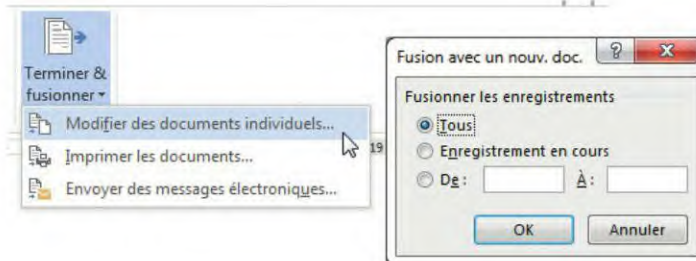 Terminer &
fusionner
Modifier des documents individuels...
Imprimer les documents...
Envoyer des messages électroniques...
19
Fusion avec un nouv. doc.
?
X
Fusionner les enregistrements
Tous
Enregistrement en cours
De : À :
OK Annuler